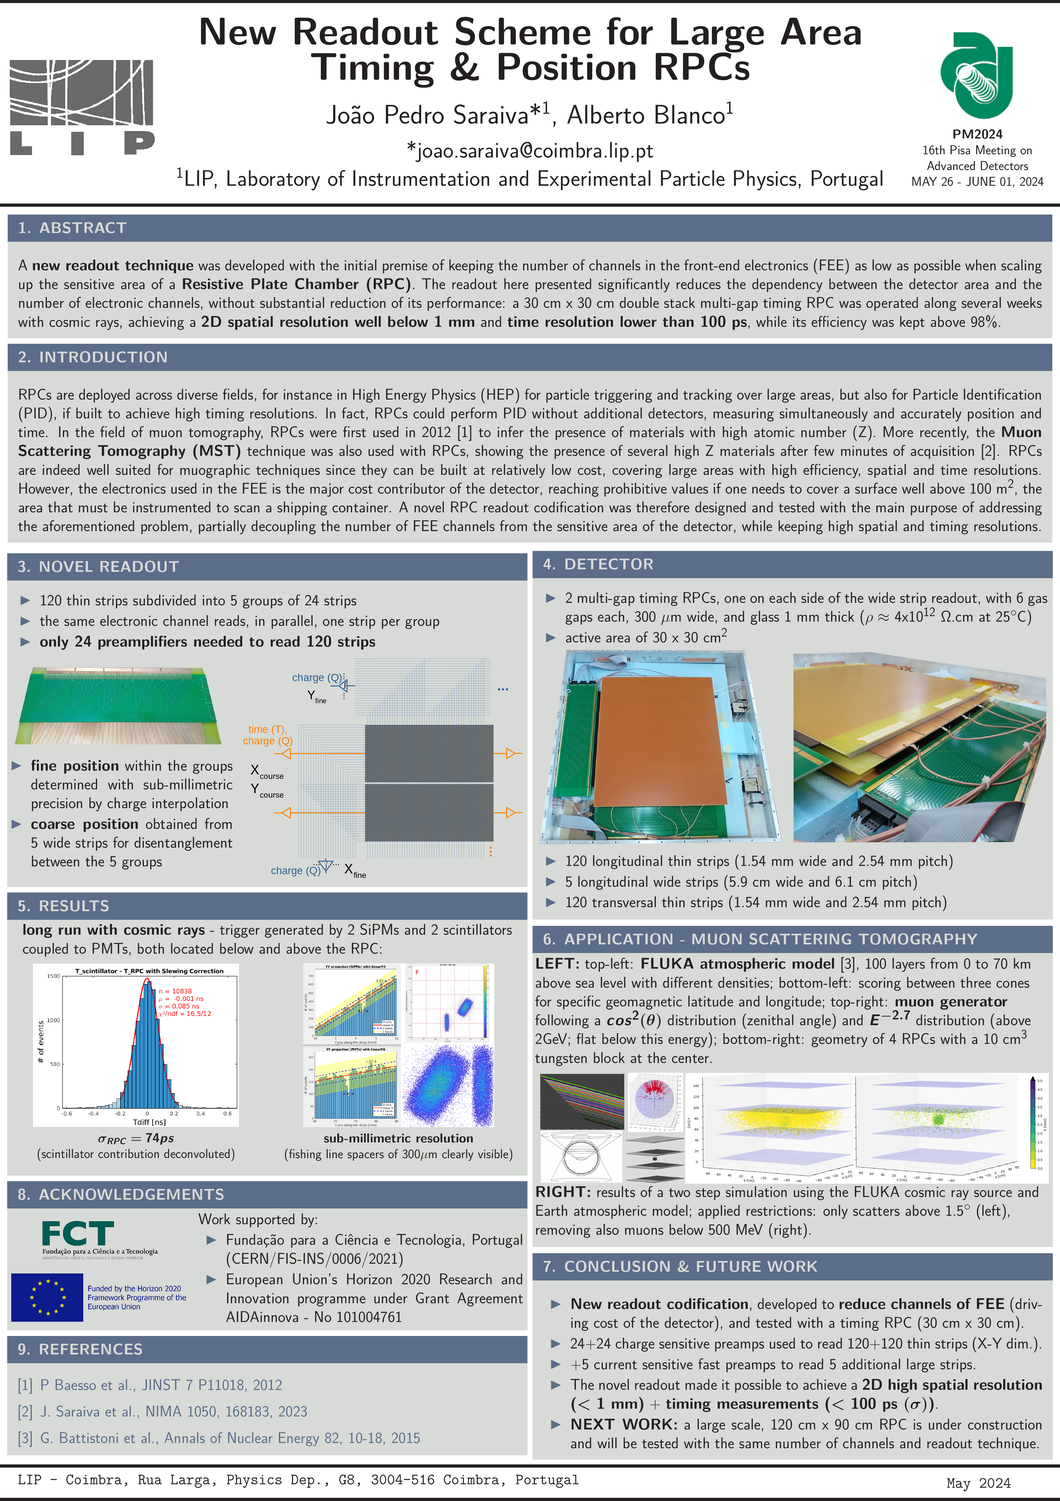 New Readout Scheme for Large Area
Timing & Position RPCs
João Pedro Saraiva*1, Alberto Blanco1
*joao.saraiva@coimbra.lip.pt
1LIP, Laboratory of Instrumentation and Experimental Particle Physics, Portugal
LIP
PM2024
16th Pisa Meeting on
Advanced Detectors
MAY 26 - JUNE 01, 2024
1. ABSTRACT
A new readout technique was developed with the initial premise of keeping the number of channels in the front-end electronics (FEE) as low as possible when scaling
up the sensitive area of a Resistive Plate Chamber (RPC). The readout here presented significantly reduces the dependency between the detector area and the
number of electronic channels, without substantial reduction of its performance: a 30 cm x 30 cm double stack multi-gap timing RPC was operated along several weeks
with cosmic rays, achieving a 2D spatial resolution well below 1 mm and time resolution lower than 100 ps, while its efficiency was kept above 98%.
2. INTRODUCTION
RPCs are deployed across diverse fields, for instance in High Energy Physics (HEP) for particle triggering and tracking over large areas, but also for Particle Identification
(PID), if built to achieve high timing resolutions. In fact, RPCs could perform PID without additional detectors, measuring simultaneously and accurately position and
time. In the field of muon tomography, RPCs were first used in 2012 [1] to infer the presence of materials with high atomic number (Z). More recently, the Muon
Scattering Tomography (MST) technique was also used with RPCs, showing the presence of several high Z materials after few minutes of acquisition [2]. RPCs
are indeed well suited for muographic techniques since they can be built at relatively low cost, covering large areas with high efficiency, spatial and time resolutions.
However, the electronics used in the FEE is the major cost contributor of the detector, reaching prohibitive values if one needs to cover a surface well above 100 m2, the
area that must be instrumented to scan a shipping container. A novel RPC readout codification was therefore designed and tested with the main purpose of addressing
the aforementioned problem, partially decoupling the number of FEE channels from the sensitive area of the detector, while keeping high spatial and timing resolutions.
3. NOVEL READOUT
120 thin strips subdivided into 5 groups of 24 strips
the same electronic channel reads, in parallel, one strip per group
only 24 preamplifiers needed to read 120 strips
charge (Q)
Yfine
...
time (T),
charge (Q)
Xcourse
Ycourse
charge (Q)
Xfine
fine position within the groups
determined with sub-millimetric
precision by charge interpolation
coarse position obtained from
5 wide strips for disentanglement
between the 5 groups
4. DETECTOR
2 multi-gap timing RPCs, one on each side of the wide strip readout, with 6 gas
gaps each, 300 μm wide, and glass 1 mm thick (ρ ≈ 4x10^12 Ω.cm at 25°C)
active area of 30 x 30 cm2
120 longitudinal thin strips (1.54 mm wide and 2.54 mm pitch)
5 longitudinal wide strips (5.9 cm wide and 6.1 cm pitch)
120 transversal thin strips (1.54 mm wide and 2.54 mm pitch)
5. RESULTS
long run with cosmic rays - trigger generated by 2 SiPMs and 2 scintillators
coupled to PMTs, both located below and above the RPC:
T_scintillator - T_RPC with Slewing Correction
n = 10838
μ = -0.001 ns
σ = 0.085 ns
χ²/ndf = 16.5/12
# of events
1500
1000
500
0
-0.6 -0.4 -0.2 0 0.2 0.4 0.6
Tdiff [ns]
σRPC = 74ps
(scintillator contribution deconvoluted)
sub-millimetric resolution
(fishing line spacers of 300μm clearly visible)
6. APPLICATION - MUON SCATTERING TOMOGRAPHY
LEFT: top-left: FLUKA atmospheric model [3], 100 layers from 0 to 70 km
above sea level with different densities; bottom-left: scoring between three cones
for specific geomagnetic latitude and longitude; top-right: muon generator
following a cos2(θ) distribution (zenithal angle) and E−2.7 distribution (above
2GeV; flat below this energy); bottom-right: geometry of 4 RPCs with a 10 cm3
tungsten block at the center.
RIGHT: results of a two step simulation using the FLUKA cosmic ray source and
Earth atmospheric model; applied restrictions: only scatters above 1.5° (left),
removing also muons below 500 MeV (right).
7. CONCLUSION & FUTURE WORK
New readout codification, developed to reduce channels of FEE (driv-
ing cost of the detector), and tested with a timing RPC (30 cm x 30 cm).
24+24 charge sensitive preamps used to read 120+120 thin strips (X-Y dim.).
+5 current sensitive fast preamps to read 5 additional large strips.
The novel readout made it possible to achieve a 2D high spatial resolution
(< 1 mm) + timing measurements (< 100 ps (σ)).
NEXT WORK: a large scale, 120 cm x 90 cm RPC is under construction
and will be tested with the same number of channels and readout technique.
8. ACKNOWLEDGEMENTS
FCT
Fundação para a Ciência e a Tecnologia
Funded by the Horizon 2020
Framework Programme of the
European Union
Work supported by:
Fundação para a Ciência e Tecnologia, Portugal
(CERN/FIS-INS/0006/2021)
European Union's Horizon 2020 Research and
Innovation programme under Grant Agreement
AIDAinnova - No 101004761
9. REFERENCES
[1] P Baesso et al., JINST 7 P11018, 2012
[2] J. Saraiva et al., NIMA 1050, 168183, 2023
[3] G. Battistoni et al., Annals of Nuclear Energy 82, 10-18, 2015
LIP - Coimbra, Rua Larga, Physics Dep., G8, 3004-516 Coimbra, Portugal
May 2024